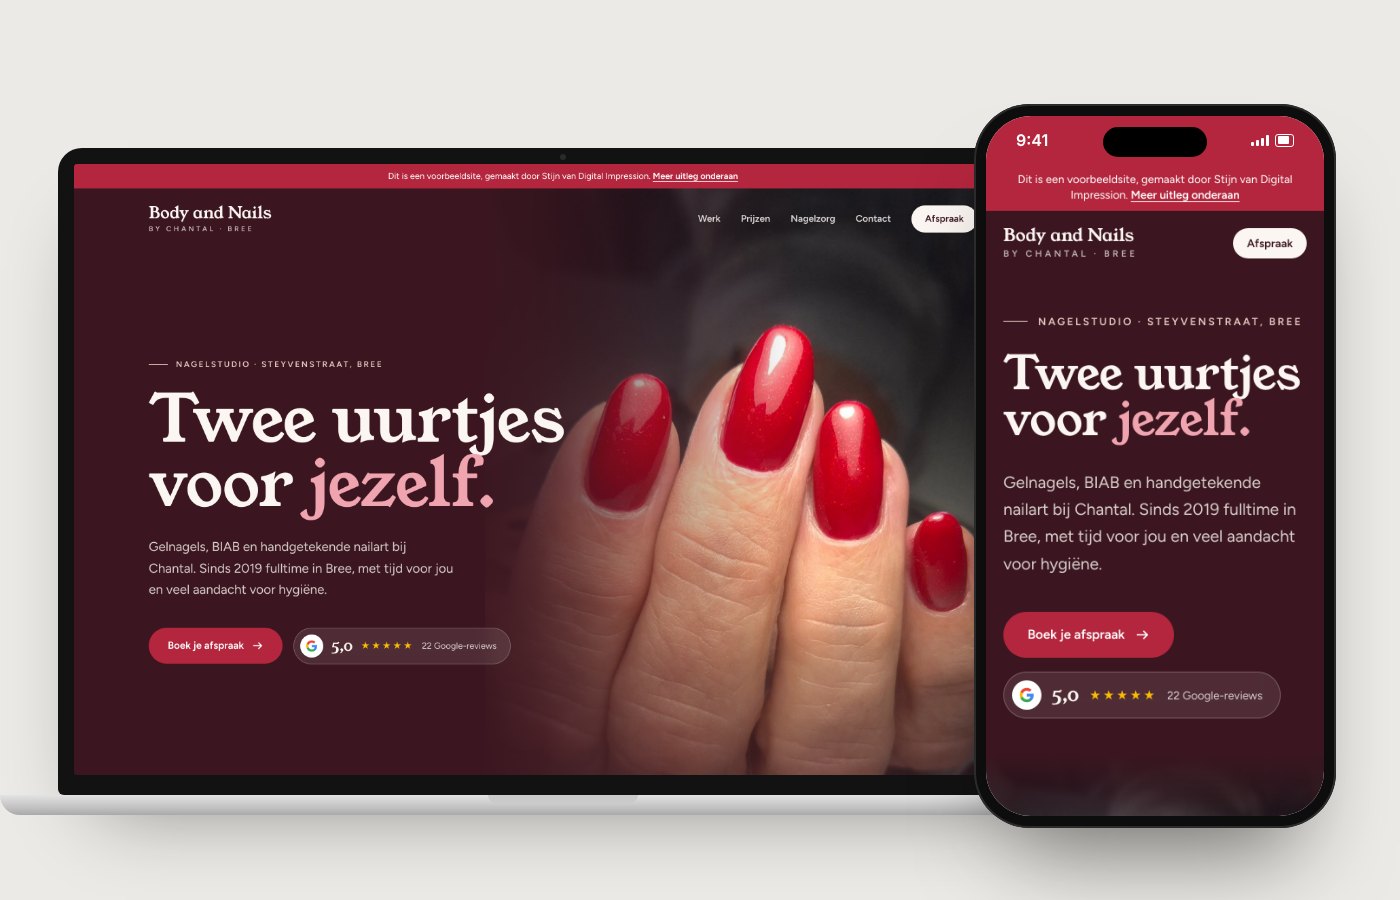 Dit is een voorbeeldsite, gemaakt door Stijn van Digital Impression. Meer uitleg onderaan
Body and Nails
BY CHANTAL · BREE
Werk Prijzen Nagelzorg Contact Afspraak
NAGELSTUDIO · STEYVENSTRAAT, BREE
Twee uurtjes
voor jezelf.
Gelnagels, BIAB en handgetekende nailart bij
Chantal. Sinds 2019 fulltime in Bree, met tijd voor jou
en veel aandacht voor hygiëne.
Boek je afspraak →
G 5,0 ★★★★★ 22 Google-reviews
9:41
Dit is een voorbeeldsite, gemaakt door Stijn van Digital
Impression. Meer uitleg onderaan
Body and Nails
BY CHANTAL · BREE
Afspraak
NAGELSTUDIO · STEYVENSTRAAT, BREE
Twee uurtjes
voor jezelf.
Gelnagels, BIAB en handgetekende
nailart bij Chantal. Sinds 2019 fulltime in
Bree, met tijd voor jou en veel aandacht
voor hygiëne.
Boek je afspraak →
G 5,0 ★★★★★ 22 Google-reviews